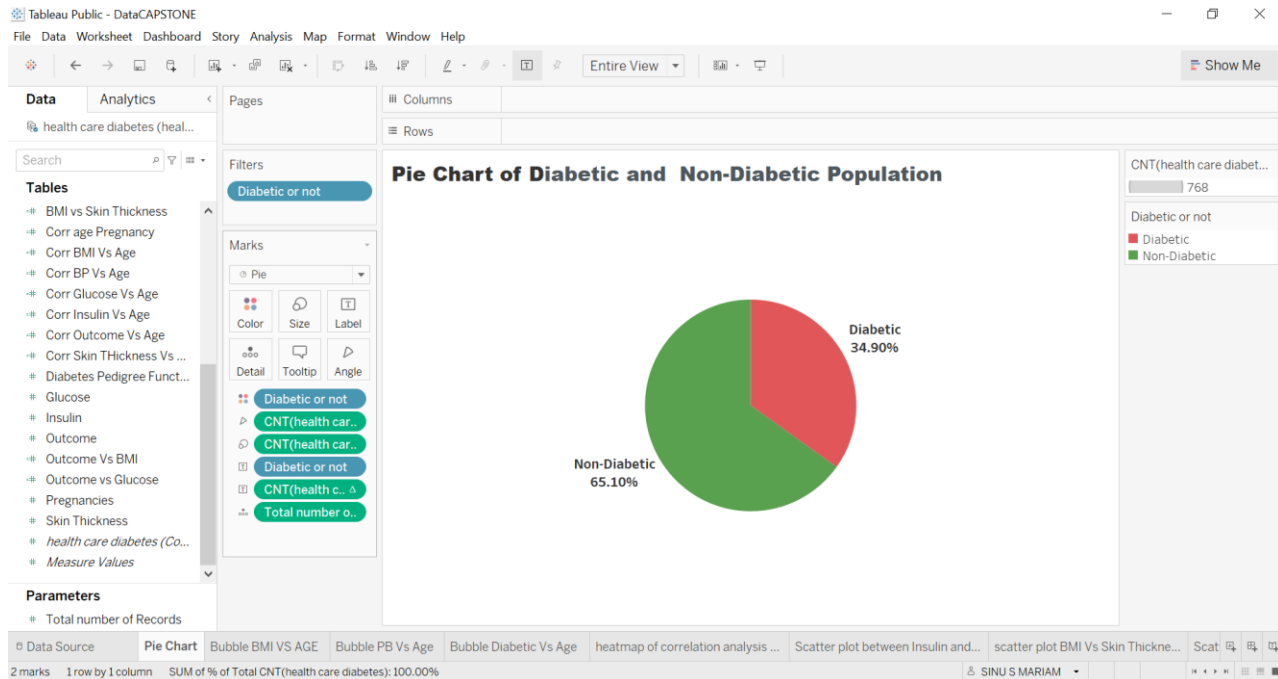 Tableau Public - DataCAPSTONE
File Data Worksheet Dashboard Story Analysis Map Format Window Help
Entire View
Show Me
Data Analytics
health care diabetes (heal...
Search
Tables
BMI vs Skin Thickness
Corr age Pregnancy
Corr BMI Vs Age
Corr BP Vs Age
Corr Glucose Vs Age
Corr Insulin Vs Age
Corr Outcome Vs Age
Corr Skin THickness Vs ...
Diabetes Pedigree Funct...
Glucose
Insulin
Outcome
Outcome Vs BMI
Outcome vs Glucose
Pregnancies
Skin Thickness
health care diabetes (Co...
Measure Values
Parameters
Total number of Records
Pages
Filters
Diabetic or not
Marks
Pie
Color Size Label
Detail Tooltip Angle
Diabetic or not
CNT(health car..
CNT(health car..
Diabetic or not
CNT(health c.. Δ
Total number o..
Columns
Rows
Pie Chart of Diabetic and Non-Diabetic Population
Diabetic
34.90%
Non-Diabetic
65.10%
CNT(health care diabet...
768
Diabetic or not
Diabetic
Non-Diabetic
Data Source Pie Chart Bubble BMI VS AGE Bubble PB Vs Age Bubble Diabetic Vs Age heatmap of correlation analysis ... Scatter plot between Insulin and... scatter plot BMI Vs Skin Thickne... Scat
2 marks 1 row by 1 column SUM of % of Total CNT(health care diabetes): 100.00% SINU S MARIAM